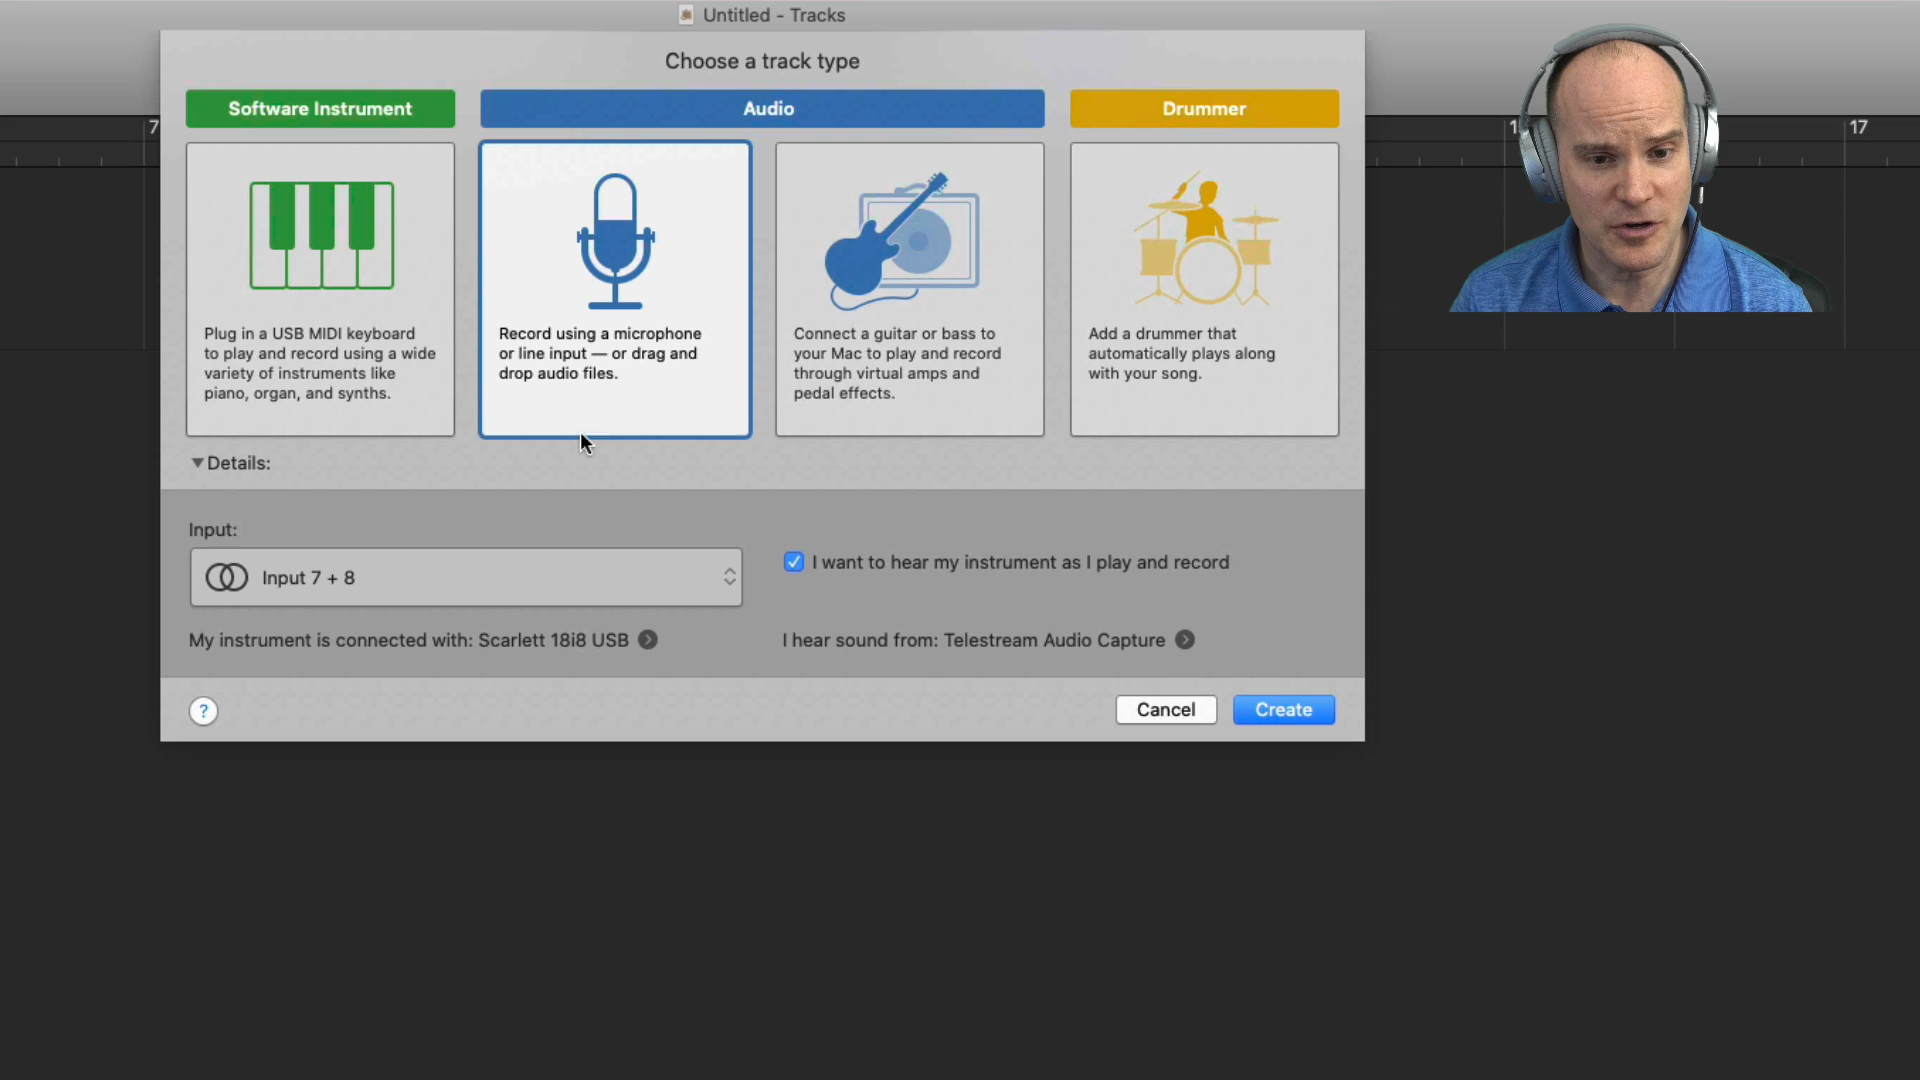 Untitled - Tracks
Choose a track type
Software Instrument
Audio
Drummer
7
17
Plug in a USB MIDI keyboard
to play and record using a wide
variety of instruments like
piano, organ, and synths.
Record using a microphone
or line input — or drag and
drop audio files.
Connect a guitar or bass to
your Mac to play and record
through virtual amps and
pedal effects.
Add a drummer that
automatically plays along
with your song.
Details:
Input:
Input 7 + 8
I want to hear my instrument as I play and record
My instrument is connected with: Scarlett 18i8 USB
I hear sound from: Telestream Audio Capture
?
Cancel
Create